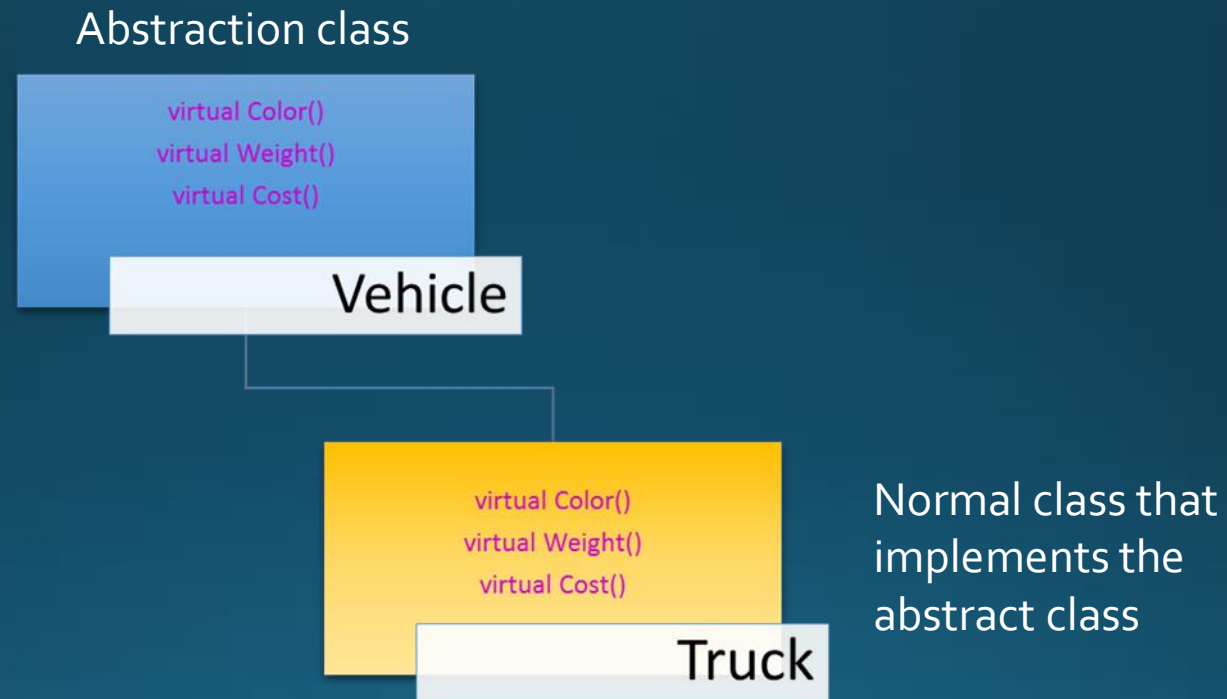 Abstraction class
virtual Color()
virtual Weight()
virtual Cost()
Vehicle
virtual Color()
virtual Weight()
virtual Cost()
Truck
Normal class that
implements the
abstract class